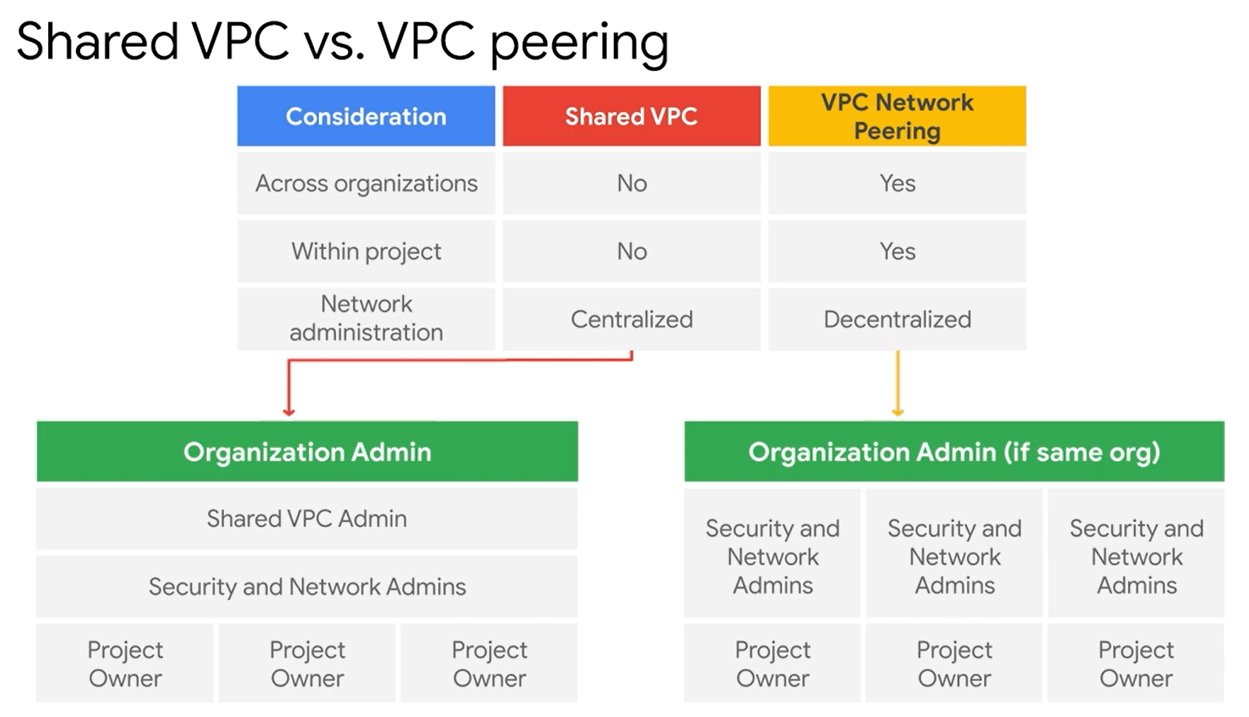 Shared VPC vs. VPC peering
Consideration
Shared VPC
VPC Network
Peering
Across organizations
No
Yes
Within project
No
Yes
Network
administration
Centralized
Decentralized
Organization Admin
Shared VPC Admin
Security and Network Admins
Project
Owner
Project
Owner
Project
Owner
Organization Admin (if same org)
Security and
Network
Admins
Security and
Network
Admins
Security and
Network
Admins
Project
Owner
Project
Owner
Project
Owner